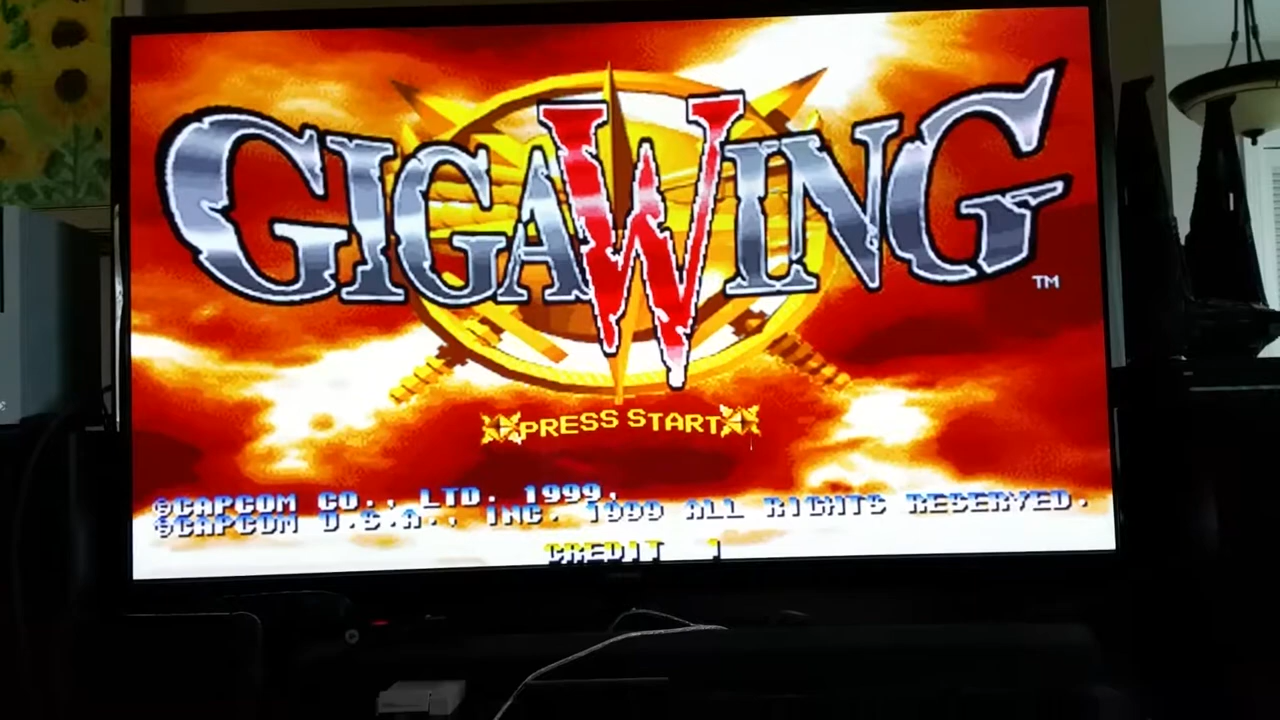 GIGAWING
TM
PRESS START
©CAPCOM CO., LTD. 1999.
©CAPCOM U.S.A., INC. 1999 ALL RIGHTS RESERVED.
CREDIT 1